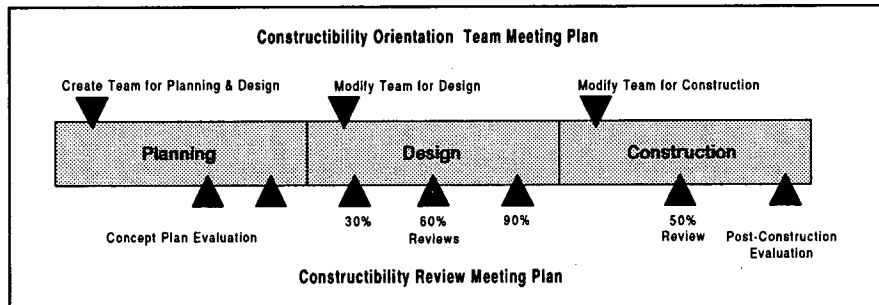 Constructibility Orientation Team Meeting Plan
Create Team for Planning & Design
Modify Team for Design
Modify Team for Construction
Planning
Design
Construction
Concept Plan Evaluation
30%
60%
Reviews
90%
50%
Review
Post-Construction
Evaluation
Constructibility Review Meeting Plan